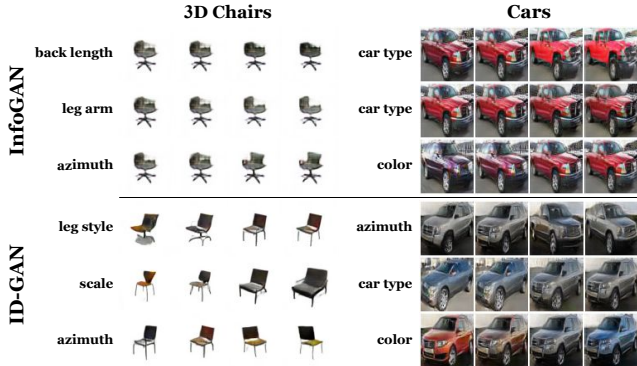 3D Chairs Cars
InfoGAN
back length car type
leg arm car type
azimuth color
ID-GAN
leg style azimuth
scale car type
azimuth color